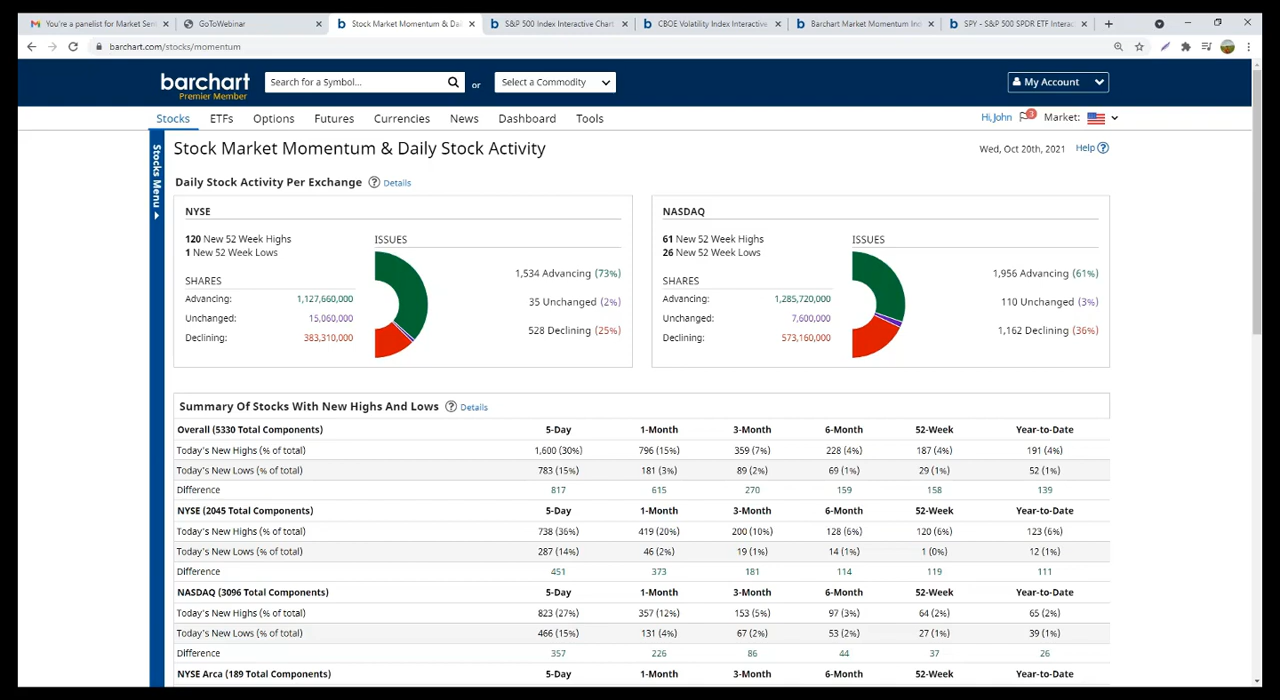 You're a panelist for Market Sen
GoToWebinar
Stock Market Momentum & Dai
S&P 500 Index Interactive Chart
CBOE Volatility Index Interactive
Barchart Market Momentum Ind
SPY - S&P 500 SPDR ETF Interac
barchart.com/stocks/momentum
barchart
Premier Member
Search for a Symbol... or Select a Commodity
My Account
Stocks ETFs Options Futures Currencies News Dashboard Tools
Hi, John 3 Market:
Stocks Menu
Stock Market Momentum & Daily Stock Activity
Wed, Oct 20th, 2021 Help ?
Daily Stock Activity Per Exchange ? Details
NYSE
120 New 52 Week Highs
1 New 52 Week Lows
SHARES
Advancing: 1,127,660,000
Unchanged: 15,060,000
Declining: 383,310,000
ISSUES
1,534 Advancing (73%)
35 Unchanged (2%)
528 Declining (25%)
NASDAQ
61 New 52 Week Highs
26 New 52 Week Lows
SHARES
Advancing: 1,285,720,000
Unchanged: 7,600,000
Declining: 573,160,000
ISSUES
1,956 Advancing (61%)
110 Unchanged (3%)
1,162 Declining (36%)
Summary Of Stocks With New Highs And Lows ? Details
Overall (5330 Total Components) 5-Day 1-Month 3-Month 6-Month 52-Week Year-to-Date
Today's New Highs (% of total) 1,600 (30%) 796 (15%) 359 (7%) 228 (4%) 187 (4%) 191 (4%)
Today's New Lows (% of total) 783 (15%) 181 (3%) 89 (2%) 69 (1%) 29 (1%) 52 (1%)
Difference 817 615 270 159 158 139
NYSE (2045 Total Components) 5-Day 1-Month 3-Month 6-Month 52-Week Year-to-Date
Today's New Highs (% of total) 738 (36%) 419 (20%) 200 (10%) 128 (6%) 120 (6%) 123 (6%)
Today's New Lows (% of total) 287 (14%) 46 (2%) 19 (1%) 14 (1%) 1 (0%) 12 (1%)
Difference 451 373 181 114 119 111
NASDAQ (3096 Total Components) 5-Day 1-Month 3-Month 6-Month 52-Week Year-to-Date
Today's New Highs (% of total) 823 (27%) 357 (12%) 153 (5%) 97 (3%) 64 (2%) 65 (2%)
Today's New Lows (% of total) 466 (15%) 131 (4%) 67 (2%) 53 (2%) 27 (1%) 39 (1%)
Difference 357 226 86 44 37 26
NYSE Arca (189 Total Components) 5-Day 1-Month 3-Month 6-Month 52-Week Year-to-Date